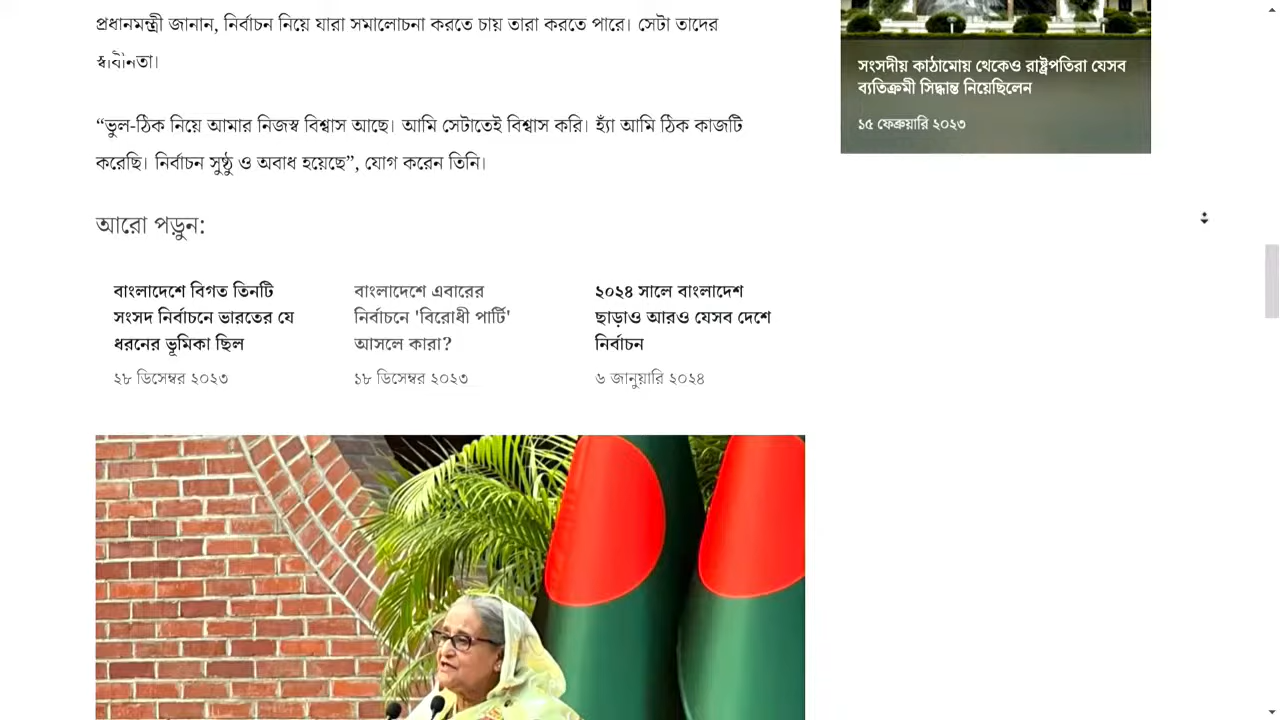 প্রধানমন্ত্রী জানান, নির্বাচন নিয়ে যারা সমালোচনা করতে চায় তারা করতে পারে। সেটা তাদের
স্বাধীনতা।
“ভুল-ঠিক নিয়ে আমার নিজস্ব বিশ্বাস আছে। আমি সেটাতেই বিশ্বাস করি। হ্যাঁ আমি ঠিক কাজটি
করেছি। নির্বাচন সুষ্ঠু ও অবাধ হয়েছে”, যোগ করেন তিনি।
আরো পড়ুন:
বাংলাদেশে বিগত তিনটি
সংসদ নির্বাচনে ভারতের যে
ধরনের ভূমিকা ছিল
২৮ ডিসেম্বর ২০২৩
বাংলাদেশে এবারের
নির্বাচনে 'বিরোধী পার্টি'
আসলে কারা?
১৮ ডিসেম্বর ২০২৩
২০২৪ সালে বাংলাদেশ
ছাড়াও আরও যেসব দেশে
নির্বাচন
৬ জানুয়ারি ২০২৪
সংসদীয় কাঠামোয় থেকেও রাষ্ট্রপতিরা যেসব
ব্যতিক্রমী সিদ্ধান্ত নিয়েছিলেন
১৫ ফেব্রুয়ারি ২০২৩